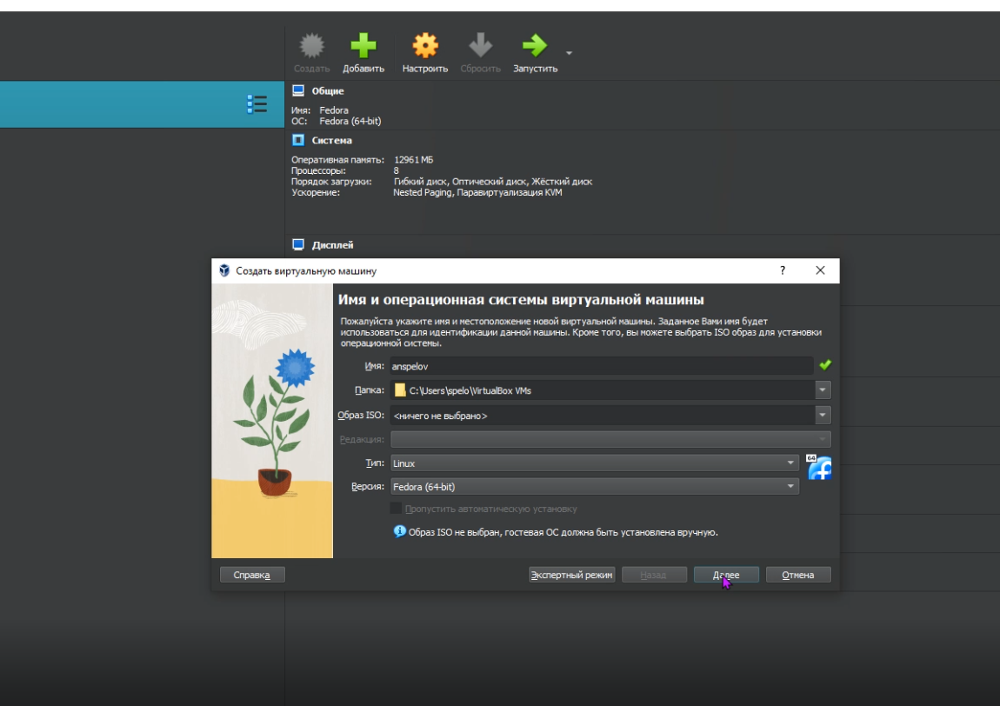 Создать
Добавить
Настроить
Сбросить
Запустить
Общие
Имя: Fedora
ОС: Fedora (64-bit)
Система
Оперативная память: 12961 МБ
Процессоры: 8
Порядок загрузки: Гибкий диск, Оптический диск, Жёсткий диск
Ускорение: Nested Paging, Паравиртуализация KVM
Дисплей
Создать виртуальную машину
?
Имя и операционная системы виртуальной машины
Пожалуйста укажите имя и местоположение новой виртуальной машины. Заданное Вами имя будет
использоваться для идентификации данной машины. Кроме того, вы можете выбрать ISO образ для установки
операционной системы.
Имя: anspelov
Папка: C:\Users\spelo\VirtualBox VMs
Образ ISO: <ничего не выбрано>
Редакция:
Тип: Linux
64
Версия: Fedora (64-bit)
Пропустить автоматическую установку
Образ ISO не выбран, гостевая ОС должна быть установлена вручную.
Справка
Экспертный режим
Назад
Далее
Отмена